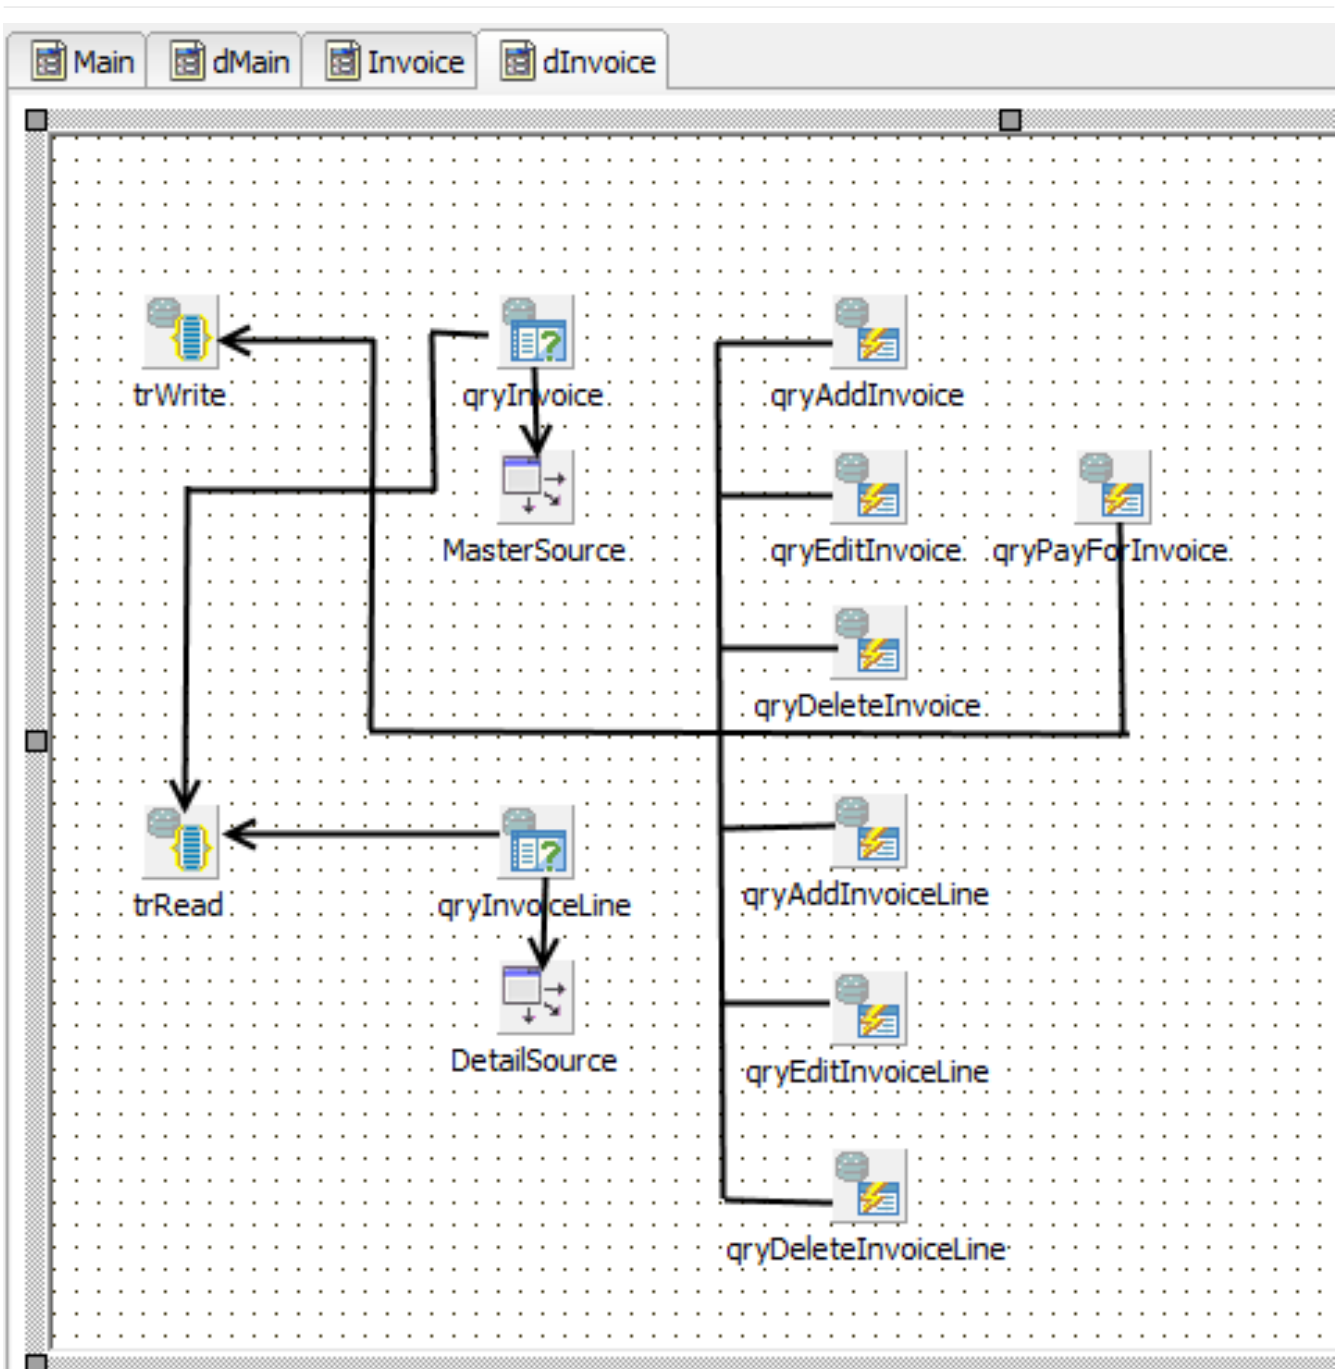 Main dMain Invoice dInvoice
trWrite qryInvoice qryAddInvoice
MasterSource qryEditInvoice qryPayForInvoice
qryDeleteInvoice
qryAddInvoiceLine
trRead qryInvoiceLine
DetailSource qryEditInvoiceLine
qryDeleteInvoiceLine